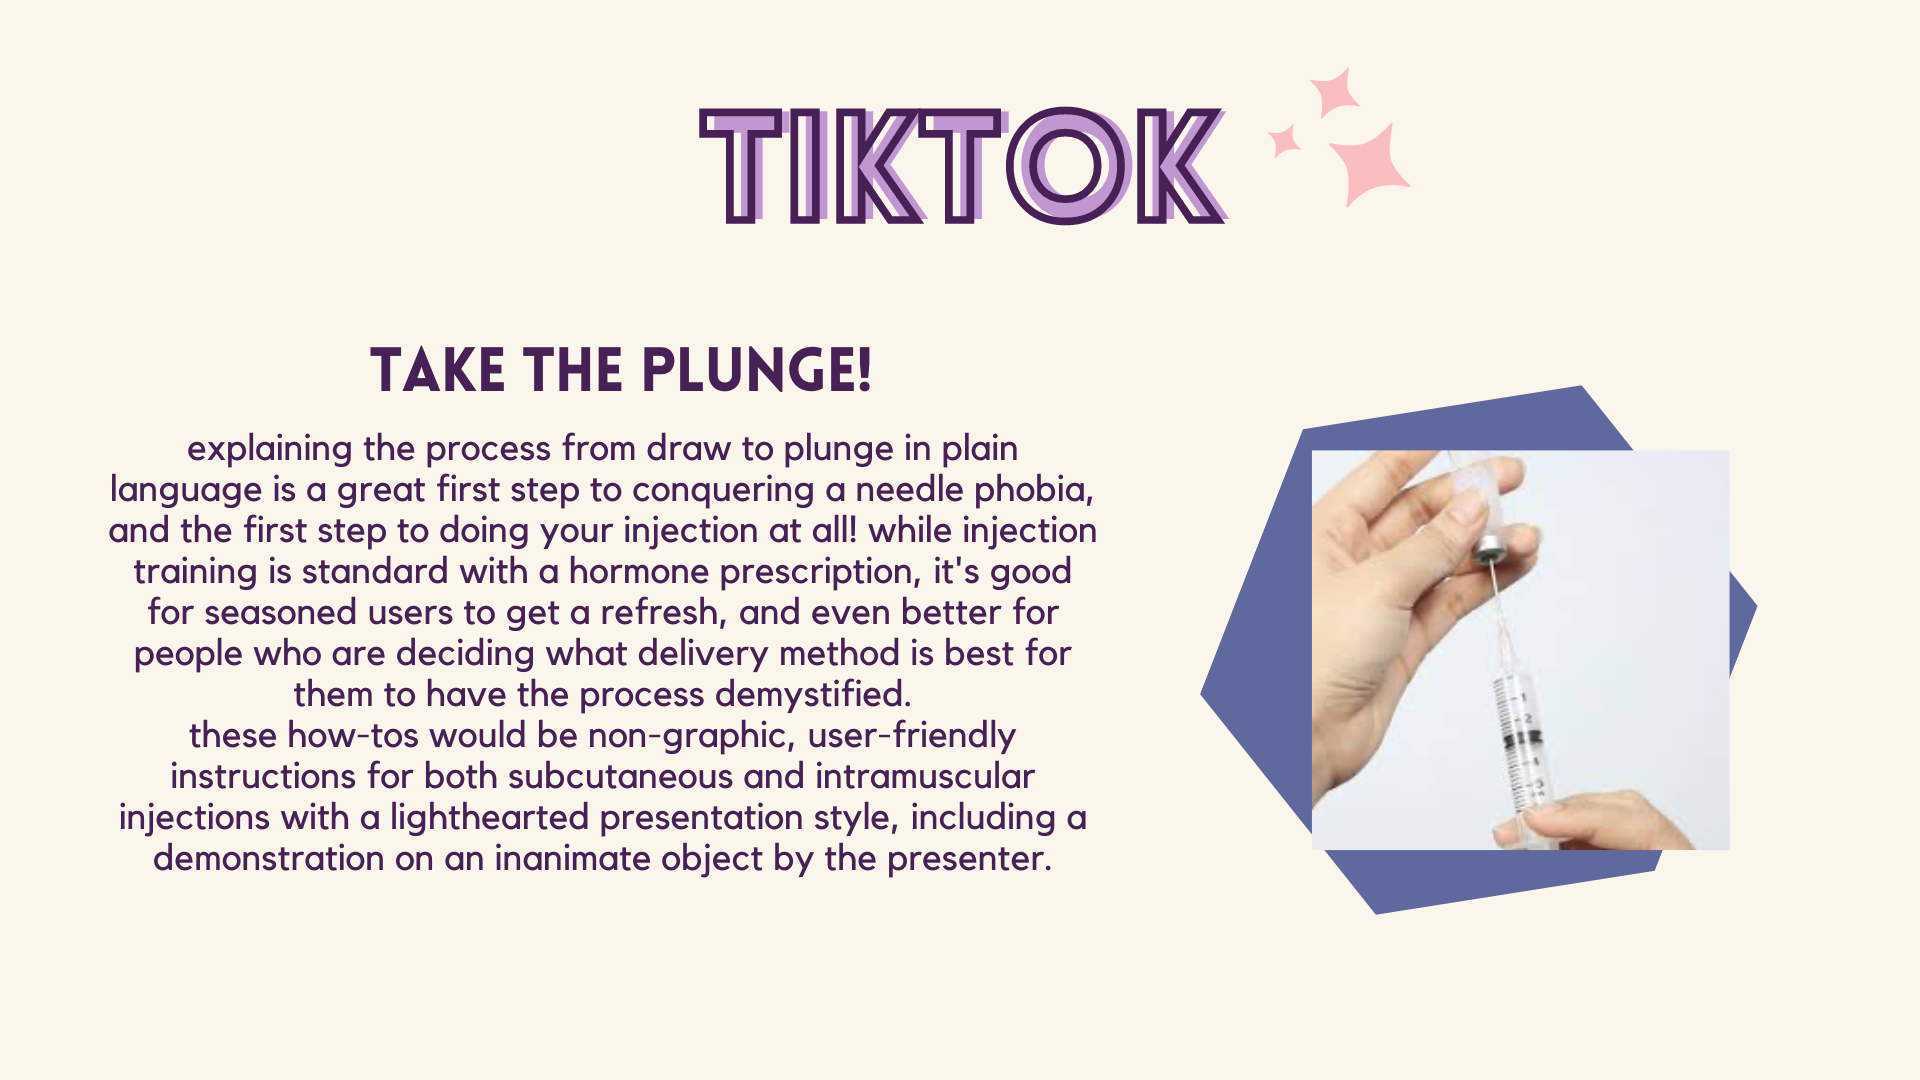 TIKTOK
TAKE THE PLUNGE!
explaining the process from draw to plunge in plain
language is a great first step to conquering a needle phobia,
and the first step to doing your injection at all! while injection
training is standard with a hormone prescription, it's good
for seasoned users to get a refresh, and even better for
people who are deciding what delivery method is best for
them to have the process demystified.
these how-tos would be non-graphic, user-friendly
instructions for both subcutaneous and intramuscular
injections with a lighthearted presentation style, including a
demonstration on an inanimate object by the presenter.